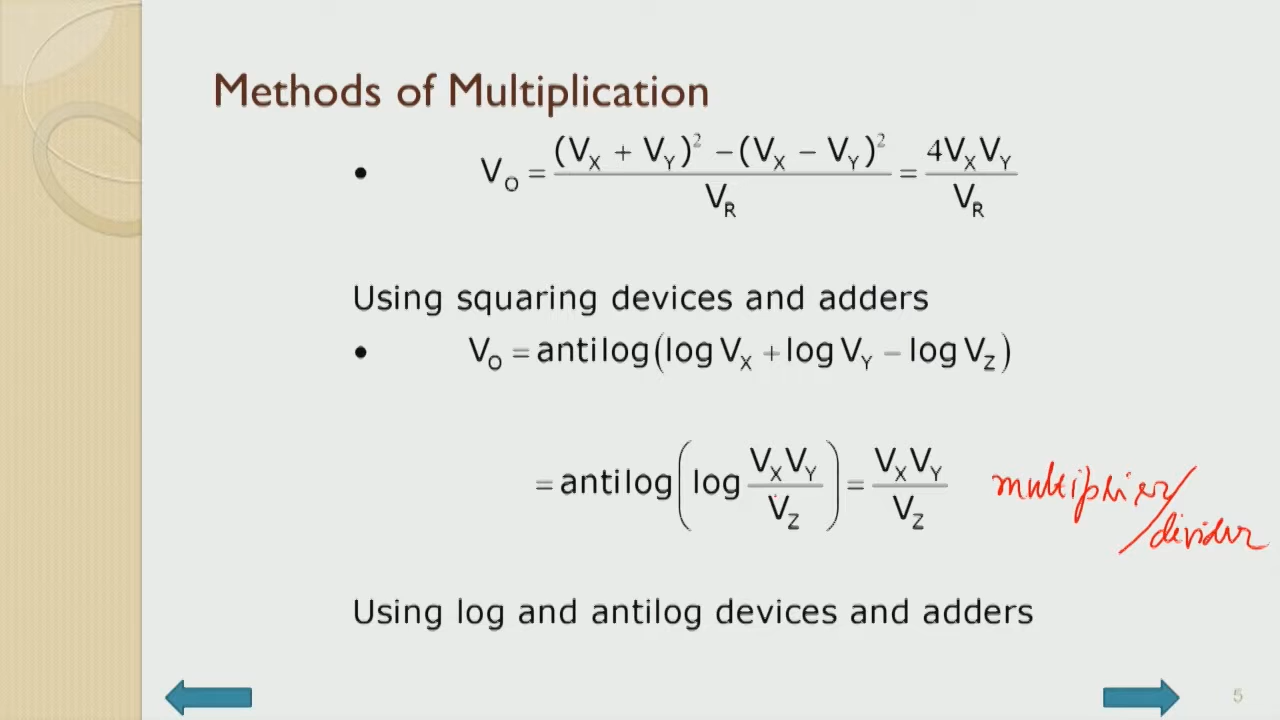 Methods of Multiplication
• V_O = ((V_X + V_Y)² − (V_X − V_Y)²) / V_R = 4V_XV_Y / V_R
Using squaring devices and adders
• V_O = antilog(log V_X + log V_Y − log V_Z)
= antilog(log V_XV_Y / V_Z) = V_XV_Y / V_Z
multiplier/
divider
Using log and antilog devices and adders
5